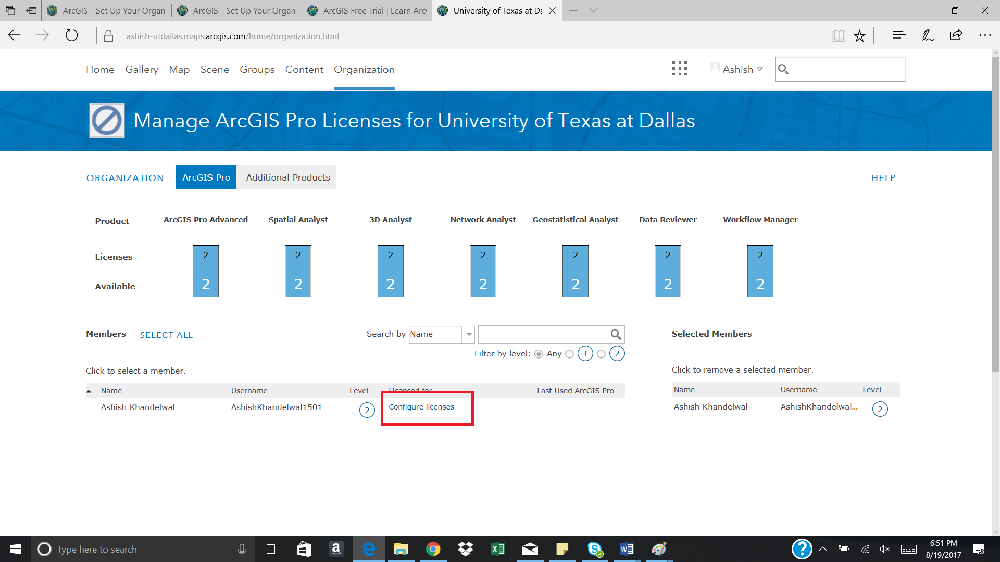 ArcGIS - Set Up Your Organ
ArcGIS - Set Up Your Organ
ArcGIS Free Trial | Learn Arc
University of Texas at Da
ashish-utdallas.maps.arcgis.com/home/organization.html
Home Gallery Map Scene Groups Content Organization
Ashish
Manage ArcGIS Pro Licenses for University of Texas at Dallas
ORGANIZATION ArcGIS Pro Additional Products HELP
Product ArcGIS Pro Advanced Spatial Analyst 3D Analyst Network Analyst Geostatistical Analyst Data Reviewer Workflow Manager
Licenses 2 2 2 2 2 2 2
Available 2 2 2 2 2 2 2
Members SELECT ALL Search by Name
Filter by level: Any 1 2
Click to select a member.
Name Username Level Licensed for Last Used ArcGIS Pro
Ashish Khandelwal AshishKhandelwal1501 2 Configure licenses
Selected Members
Click to remove a selected member.
Name Username Level
Ashish Khandelwal AshishKhandelwal... 2
Type here to search
6:51 PM
8/19/2017